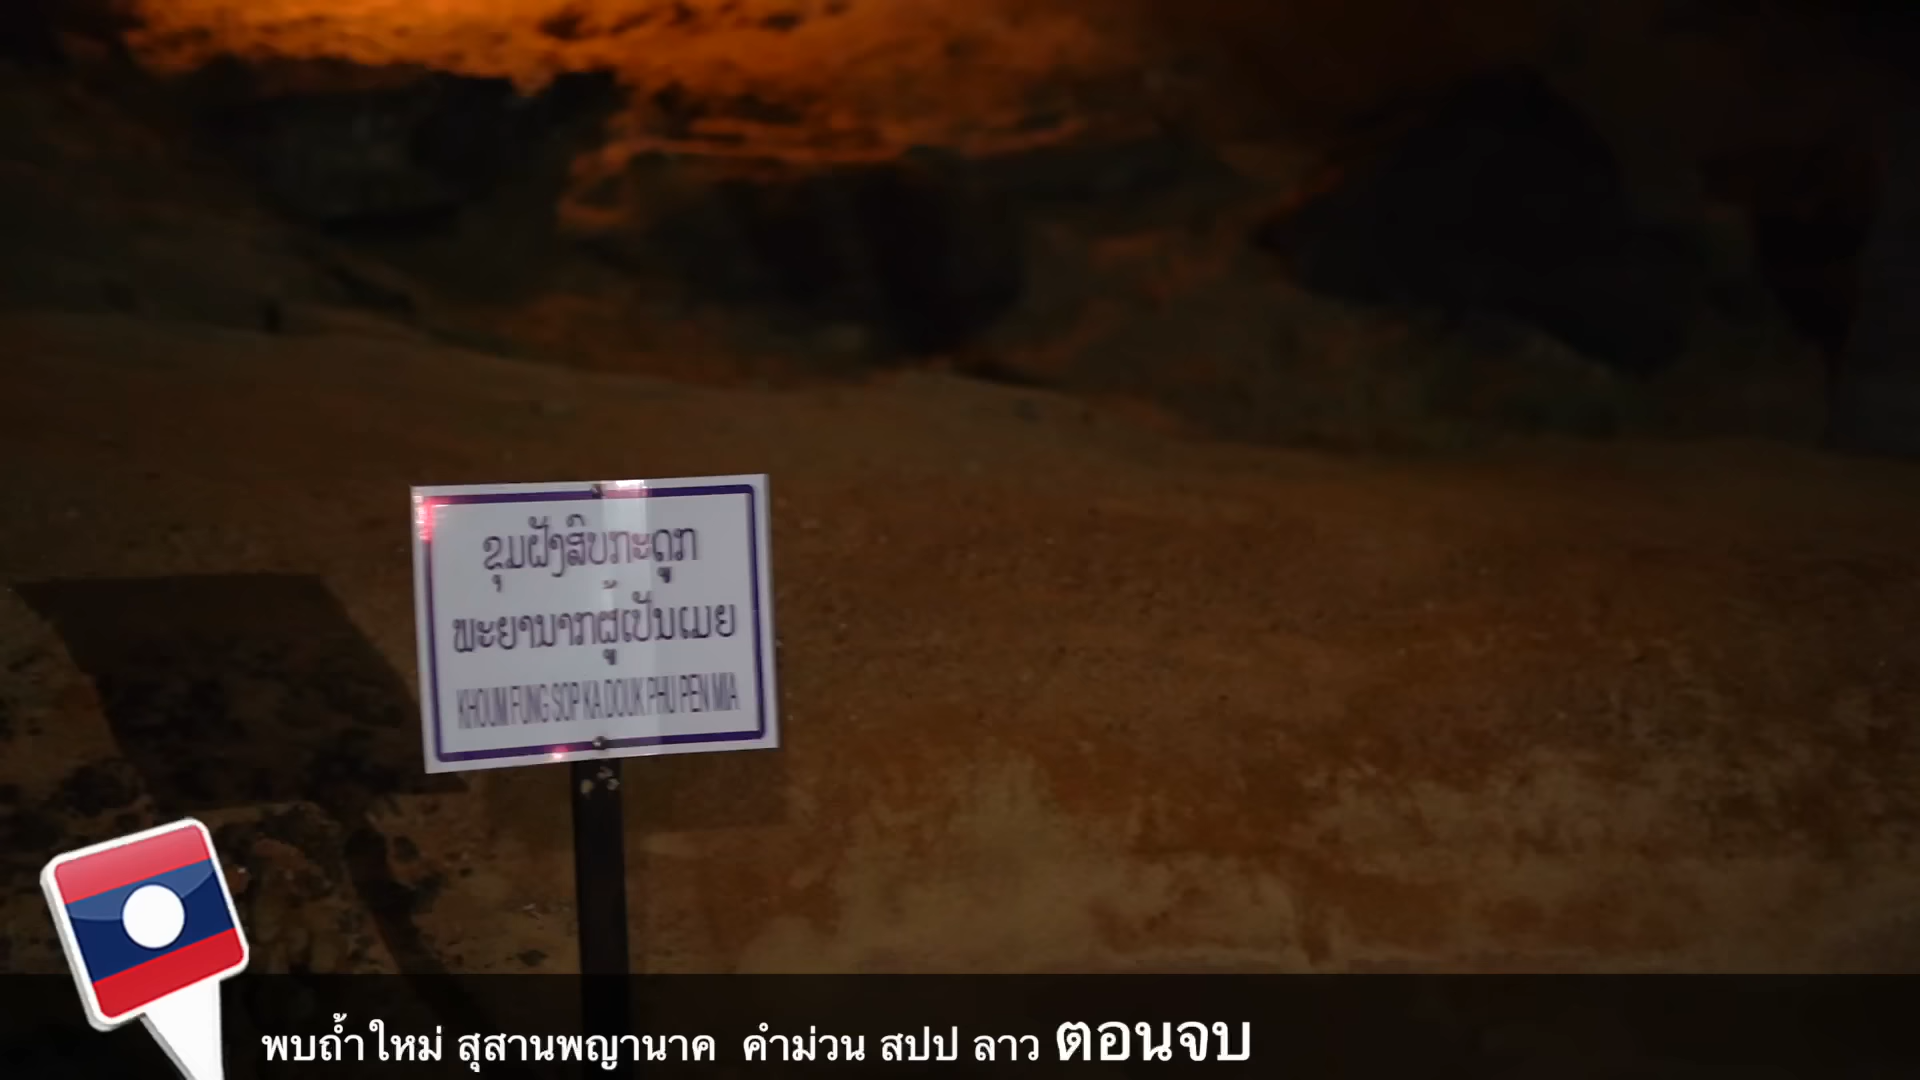 ຂຸມຝັງສົບກະດູກ
ພະຍານາກຜູ້ເປັນເມຍ
KHOUM FUNG SOP KA DOUK PHU PEN MIA
พบถ้ำใหม่ สุสานพญานาค คำม่วน สปป ลาว ตอนจบ